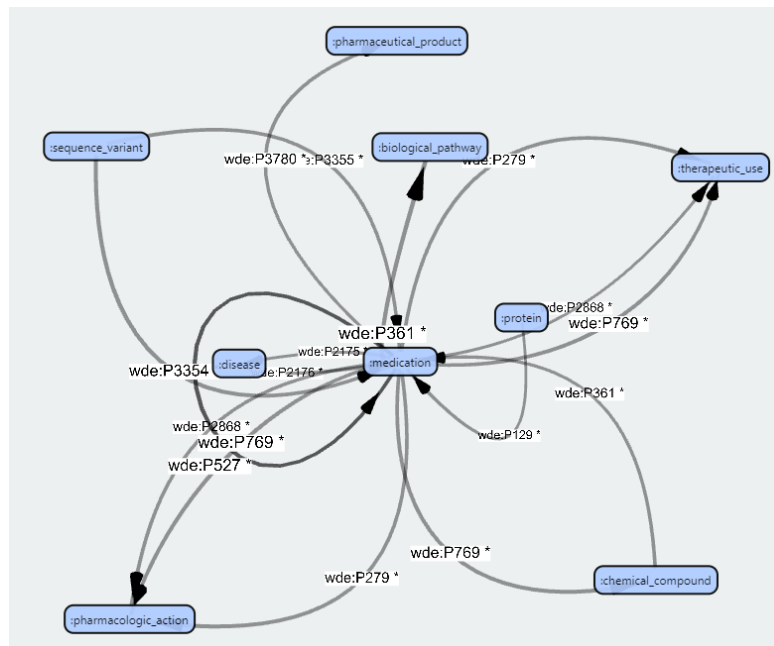 :pharmaceutical_product
:sequence_variant
:biological_pathway
wde:P3780 *
e:P3355 *
wde:P279 *
:therapeutic_use
wde:P2868 *
:protein
wde:P769 *
wde:P361 *
wde:P2175 *
:disease
:medication
wde:P3354
de:P2176 *
wde:P361 *
wde:P2868 *
wde:P769 *
wde:P129 *
wde:P527 *
wde:P769 *
wde:P279 *
:chemical_compound
:pharmacologic_action